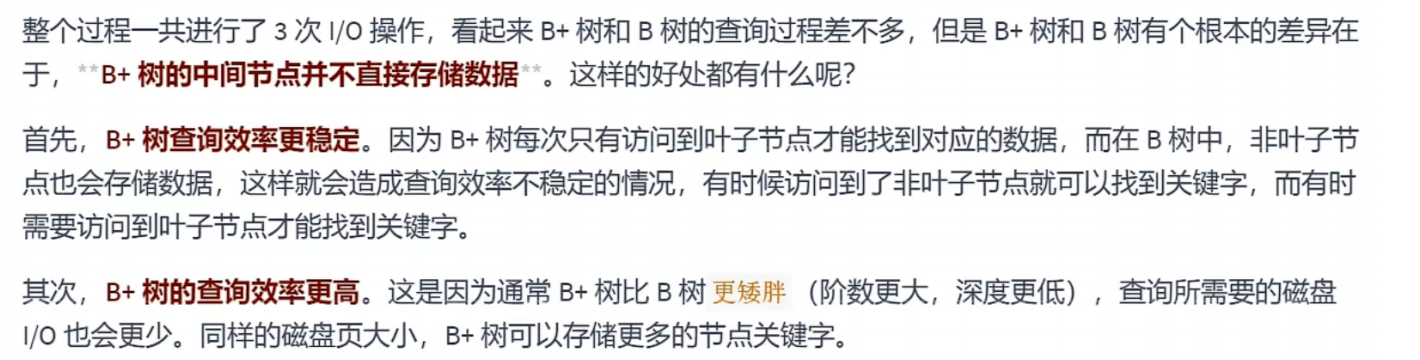 整个过程一共进行了 3 次 I/O 操作，看起来 B+ 树和 B 树的查询过程差不多，但是 B+ 树和 B 树有个根本的差异在
于，**B+ 树的中间节点并不直接存储数据**。这样的好处都有什么呢？
首先，B+ 树查询效率更稳定。因为 B+ 树每次只有访问到叶子节点才能找到对应的数据，而在 B 树中，非叶子节
点也会存储数据，这样就会造成查询效率不稳定的情况，有时候访问到了非叶子节点就可以找到关键字，而有时
需要访问到叶子节点才能找到关键字。
其次，B+ 树的查询效率更高。这是因为通常 B+ 树比 B 树更矮胖（阶数更大，深度更低），查询所需要的磁盘
I/O 也会更少。同样的磁盘页大小，B+ 树可以存储更多的节点关键字。